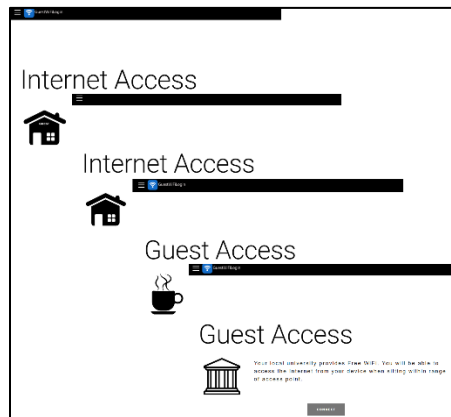 Internet Access
Internet Access
Guest Access
Guest Access
Your local university provides Free WiFi. You will be able to
access the Internet from your device when sitting within range
of access point.